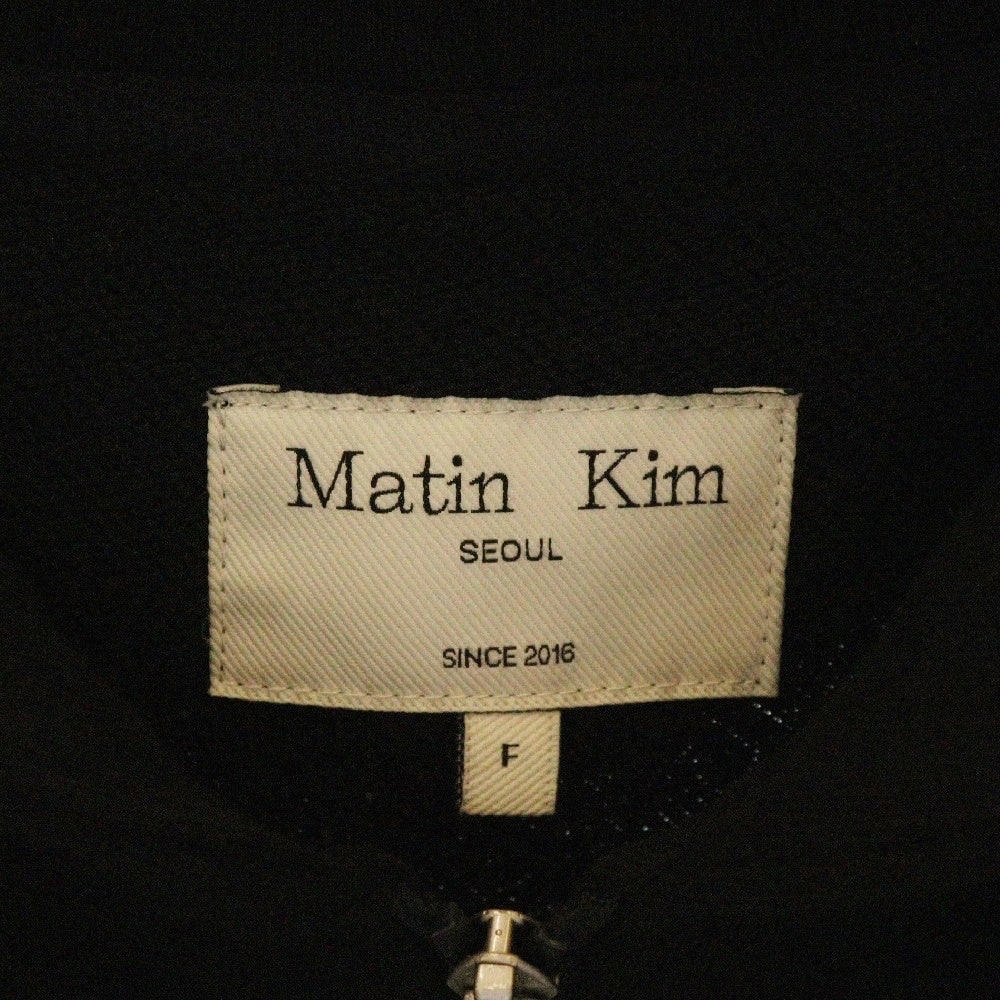 Matin Kim
SEOUL
SINCE 2016
F